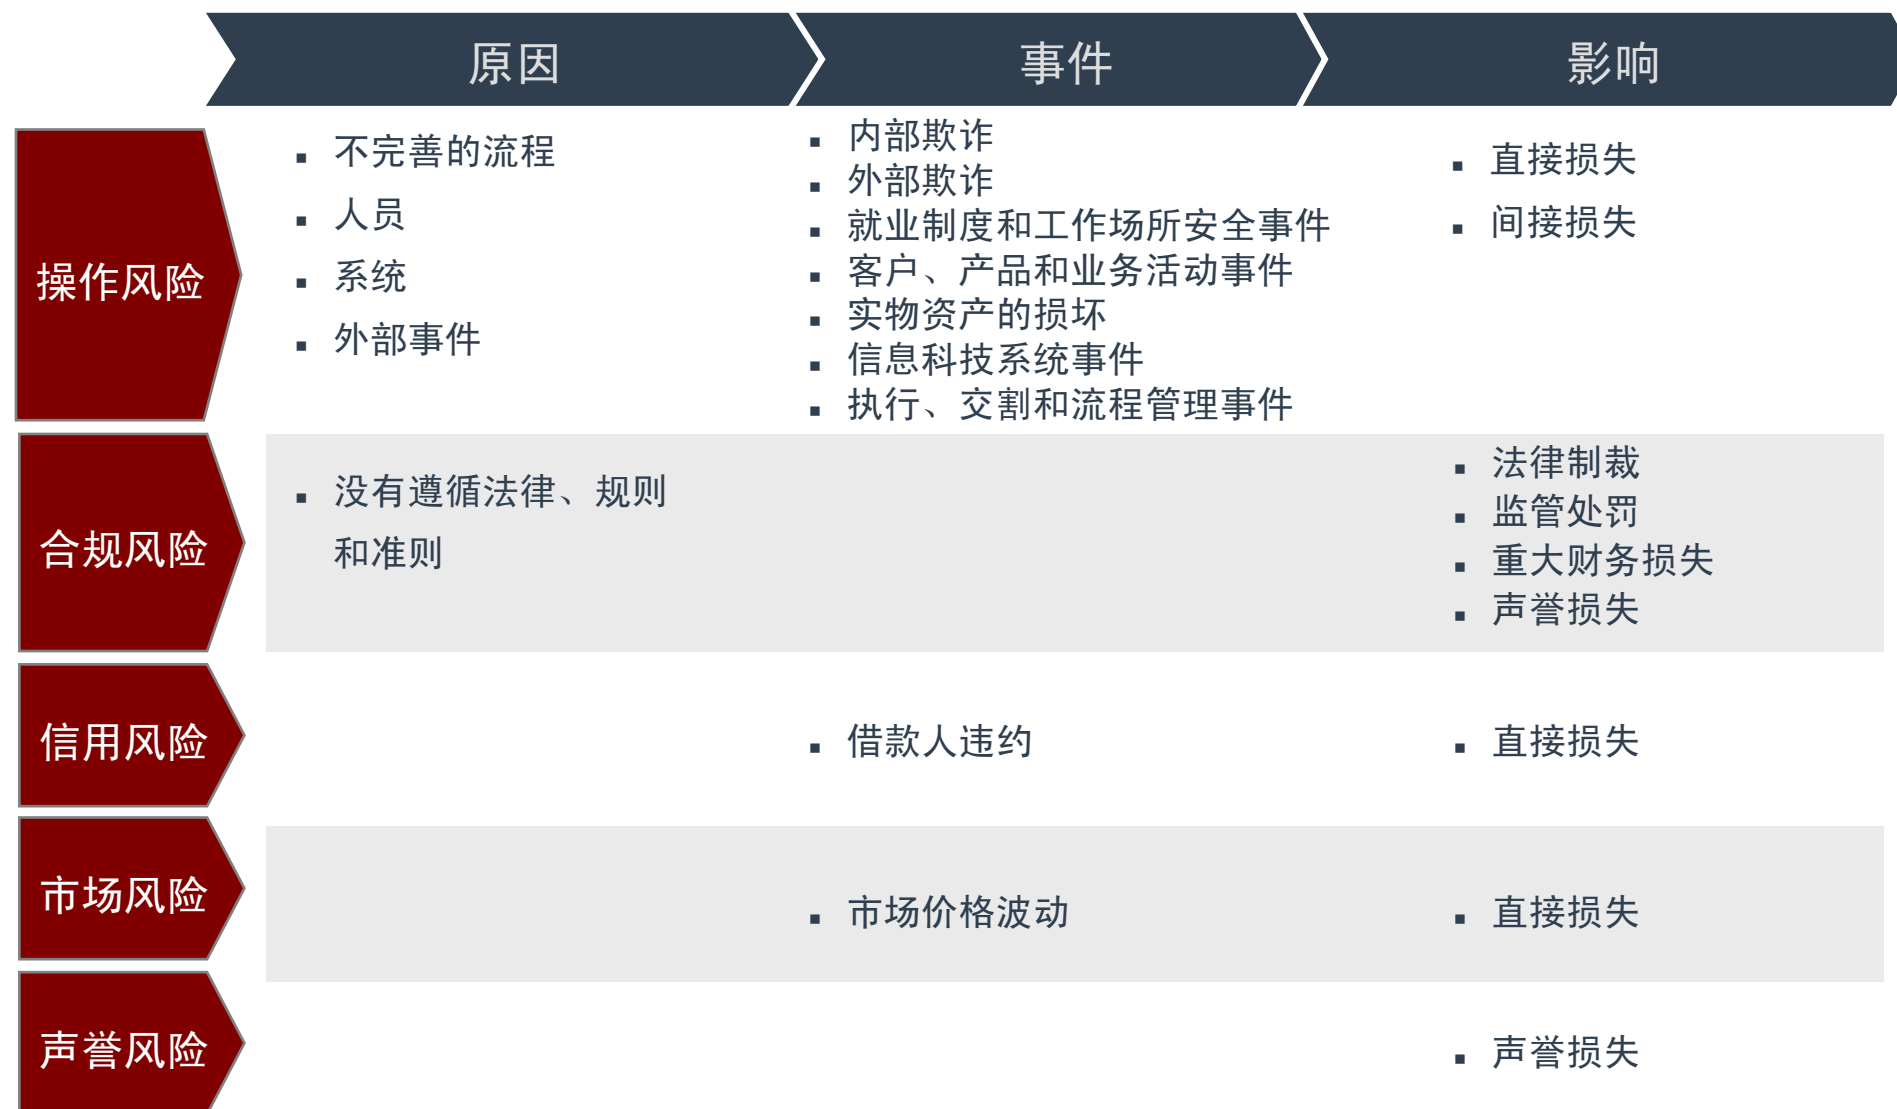 原因
事件
影响
操作风险
不完善的流程
人员
系统
外部事件
内部欺诈
外部欺诈
就业制度和工作场所安全事件
客户、产品和业务活动事件
实物资产的损坏
信息科技系统事件
执行、交割和流程管理事件
直接损失
间接损失
合规风险
没有遵循法律、规则
和准则
法律制裁
监管处罚
重大财务损失
声誉损失
信用风险
借款人违约
直接损失
市场风险
市场价格波动
直接损失
声誉风险
声誉损失